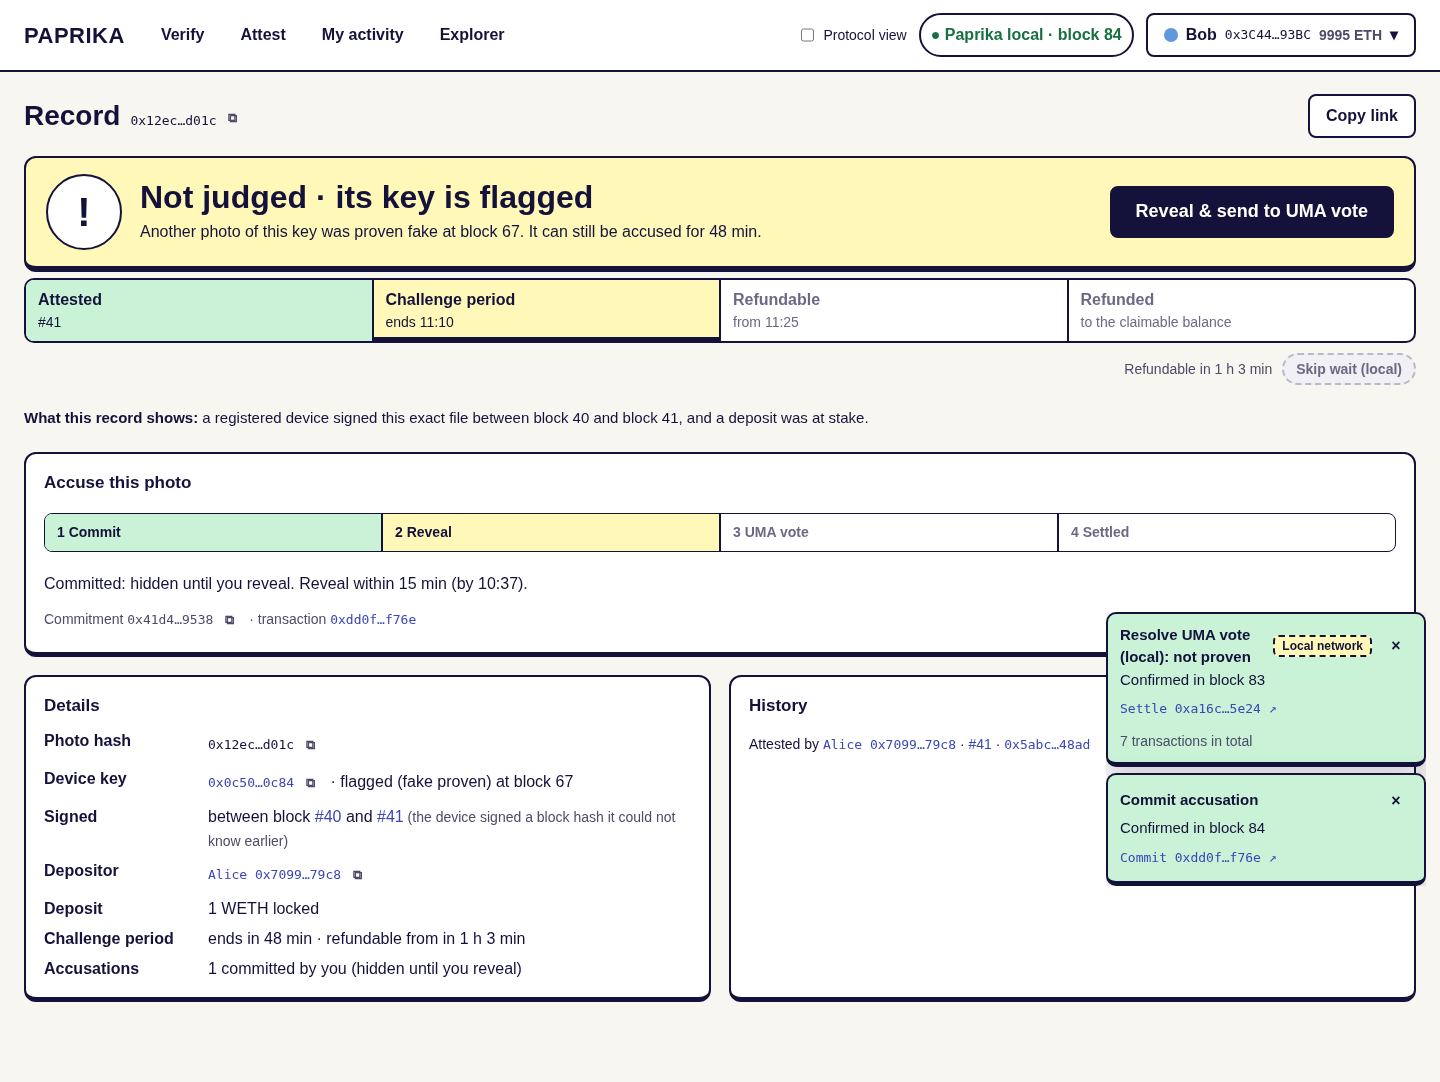 PAPRIKA Verify Attest My activity Explorer Protocol view ● Paprika local · block 84 Bob 0x3C44…93BC 9995 ETH ▼
Record 0x12ec…d01c ⧉ Copy link
! Not judged · its key is flagged
Another photo of this key was proven fake at block 67. It can still be accused for 48 min.
Reveal & send to UMA vote
Attested Challenge period Refundable Refunded
#41 ends 11:10 from 11:25 to the claimable balance
Refundable in 1 h 3 min Skip wait (local)
What this record shows: a registered device signed this exact file between block 40 and block 41, and a deposit was at stake.
Accuse this photo
1 Commit 2 Reveal 3 UMA vote 4 Settled
Committed: hidden until you reveal. Reveal within 15 min (by 10:37).
Commitment 0x41d4…9538 ⧉ · transaction 0xdd0f…f76e
Details
Photo hash 0x12ec…d01c ⧉
Device key 0x0c50…0c84 ⧉ · flagged (fake proven) at block 67
Signed between block #40 and #41 (the device signed a block hash it could not
know earlier)
Depositor Alice 0x7099…79c8 ⧉
Deposit 1 WETH locked
Challenge period ends in 48 min · refundable from in 1 h 3 min
Accusations 1 committed by you (hidden until you reveal)
History
Attested by Alice 0x7099…79c8 · #41 · 0x5abc…48ad
Resolve UMA vote
(local): not proven
Local network ×
Confirmed in block 83
Settle 0xa16c…5e24 ↗
7 transactions in total
Commit accusation ×
Confirmed in block 84
Commit 0xdd0f…f76e ↗